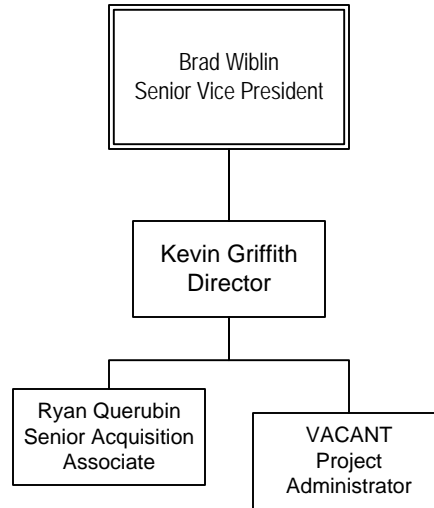 Brad Wiblin
Senior Vice President
Kevin Griffith
Director
Ryan Querubin
Senior Acquisition
Associate
VACANT
Project
Administrator